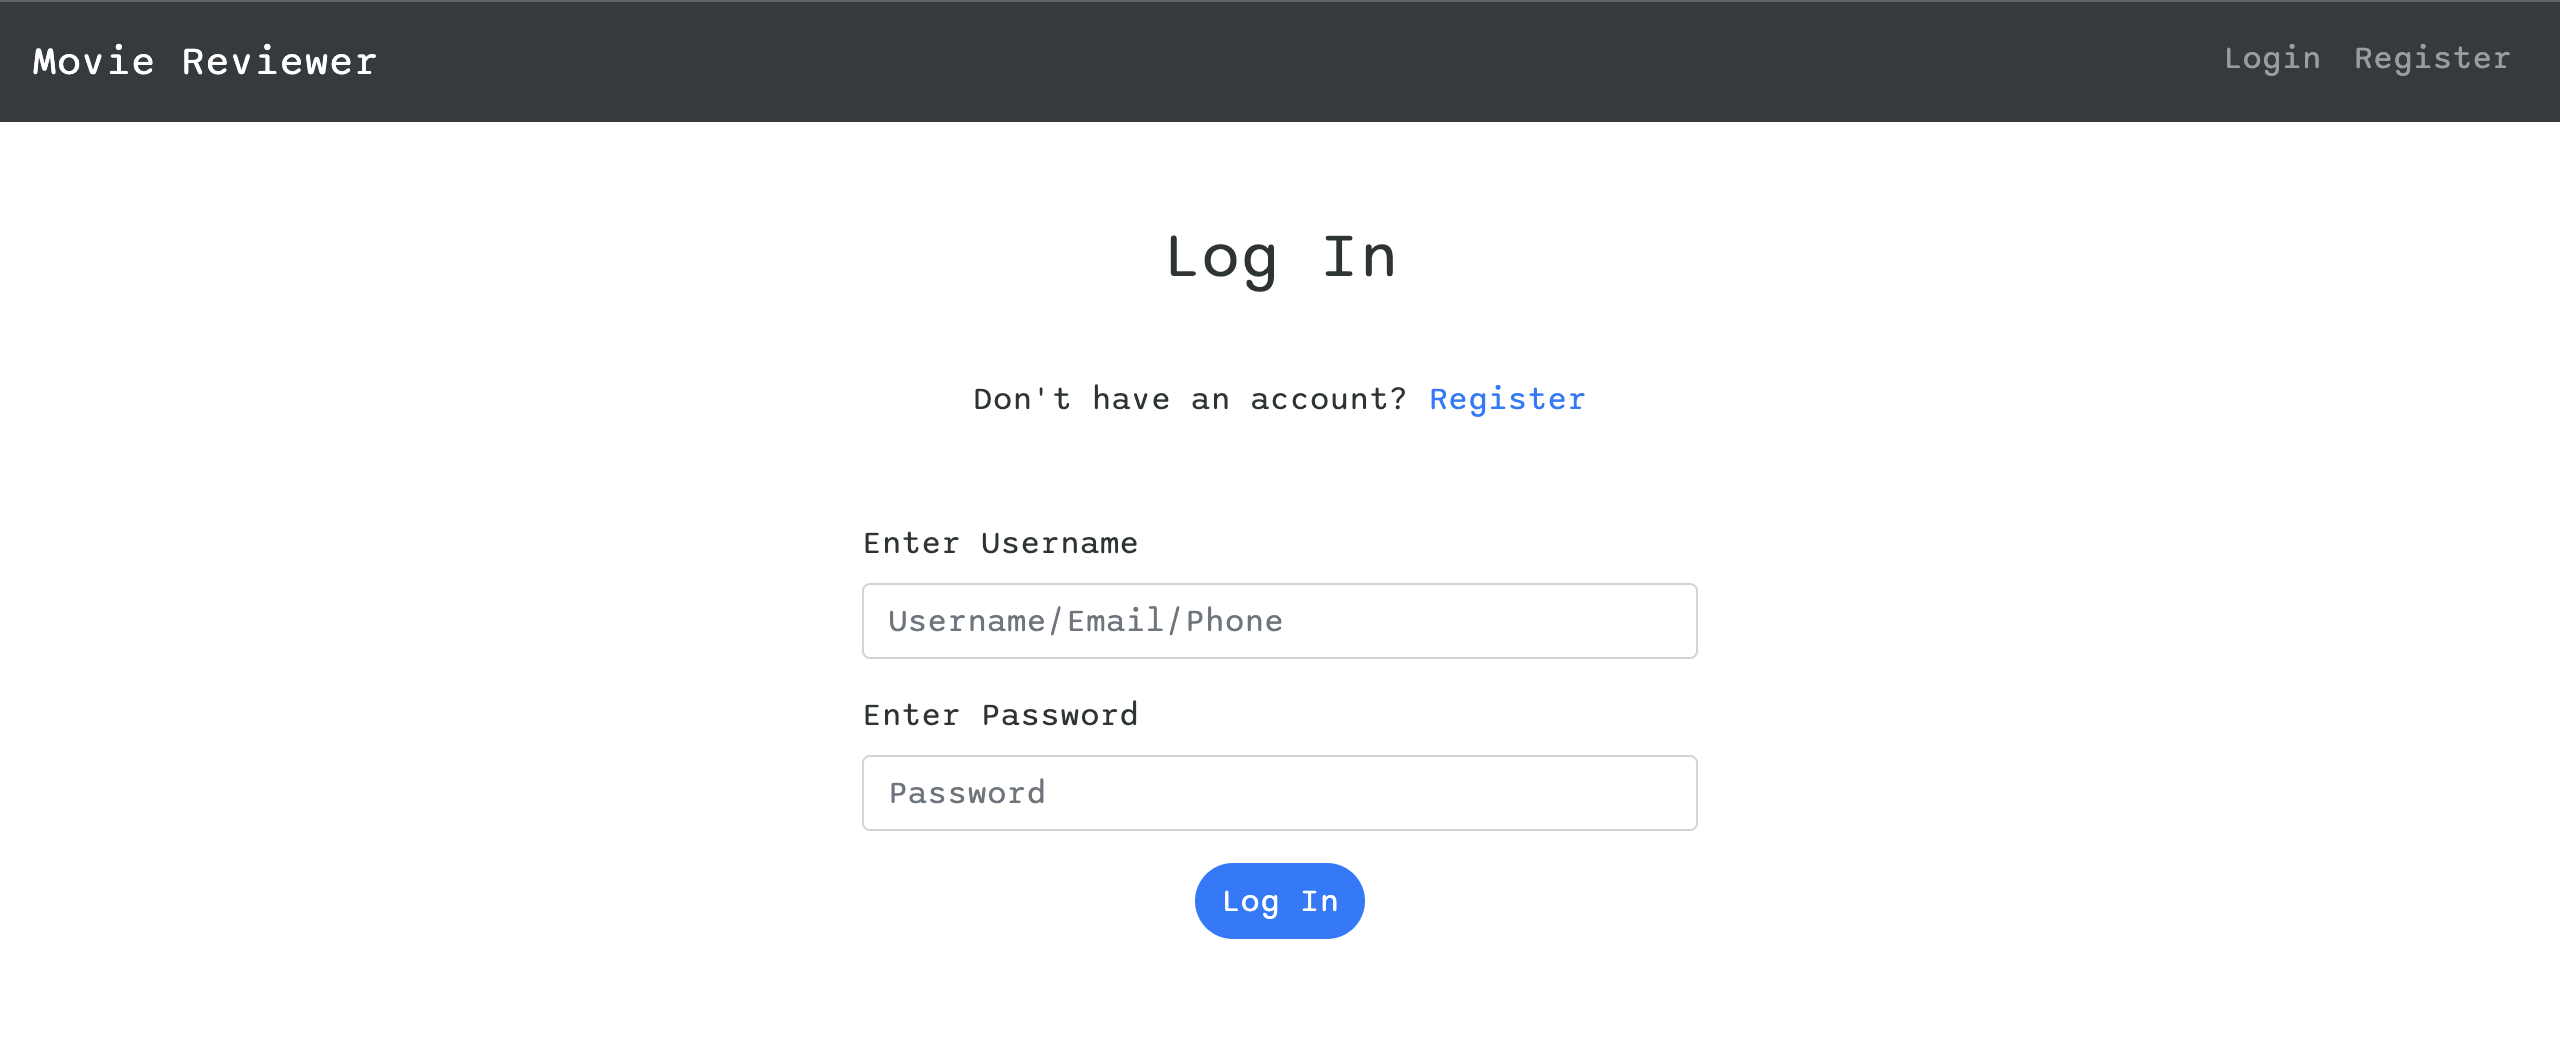 Movie Reviewer
Login Register
Log In
Don't have an account? Register
Enter Username
Username/Email/Phone
Enter Password
Password
Log In